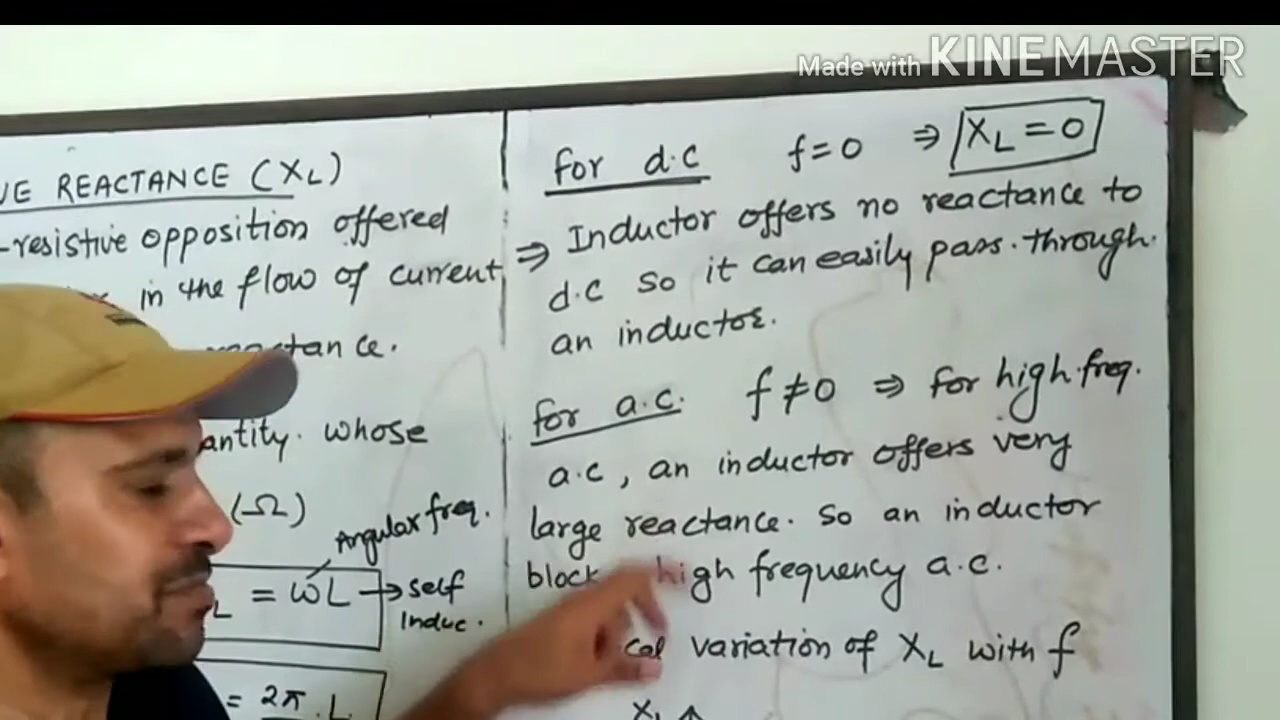 Made with KINEMASTER
REACTANCE (XL)
-resistive opposition offered
in the flow of current
reactance.
whose
(Ω)
Angular freq.
= ωL → self
Induc.
= 2π . L
for d.c f=0 ⇒ XL = 0
⇒ Inductor offers no reactance to
d.c so it can easily pass through
an inductor.
for a.c. f≠0 ⇒ for high freq.
a.c, an inductor offers very
large reactance. So an inductor
high frequency a.c.
variation of XL with f
XL